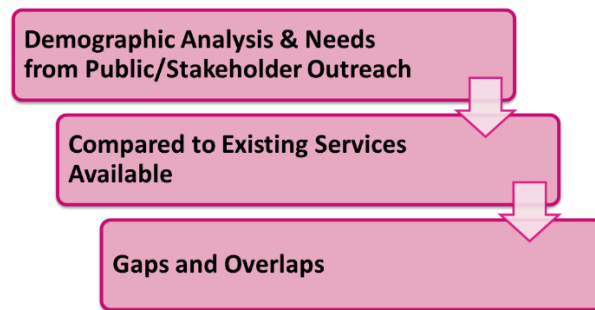 Demographic Analysis & Needs
from Public/Stakeholder Outreach
Compared to Existing Services
Available
Gaps and Overlaps